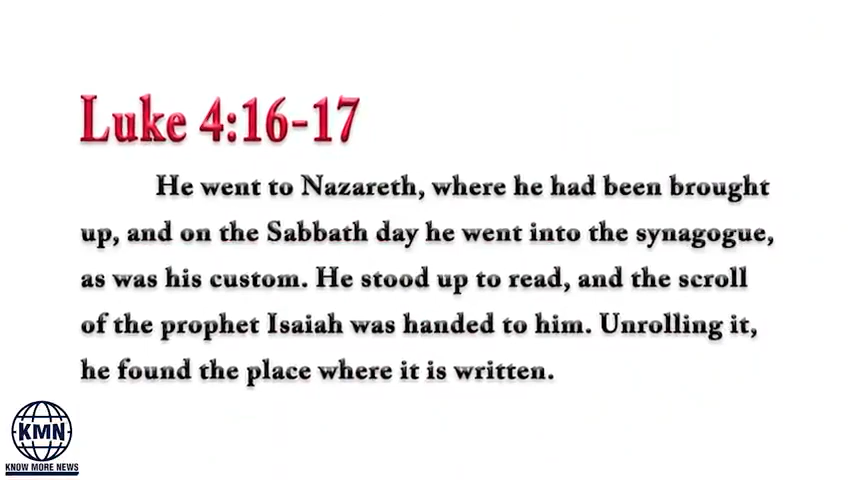 Luke 4:16-17
He went to Nazareth, where he had been brought
up, and on the Sabbath day he went into the synagogue,
as was his custom. He stood up to read, and the scroll
of the prophet Isaiah was handed to him. Unrolling it,
he found the place where it is written.
KMN
KNOW MORE NEWS